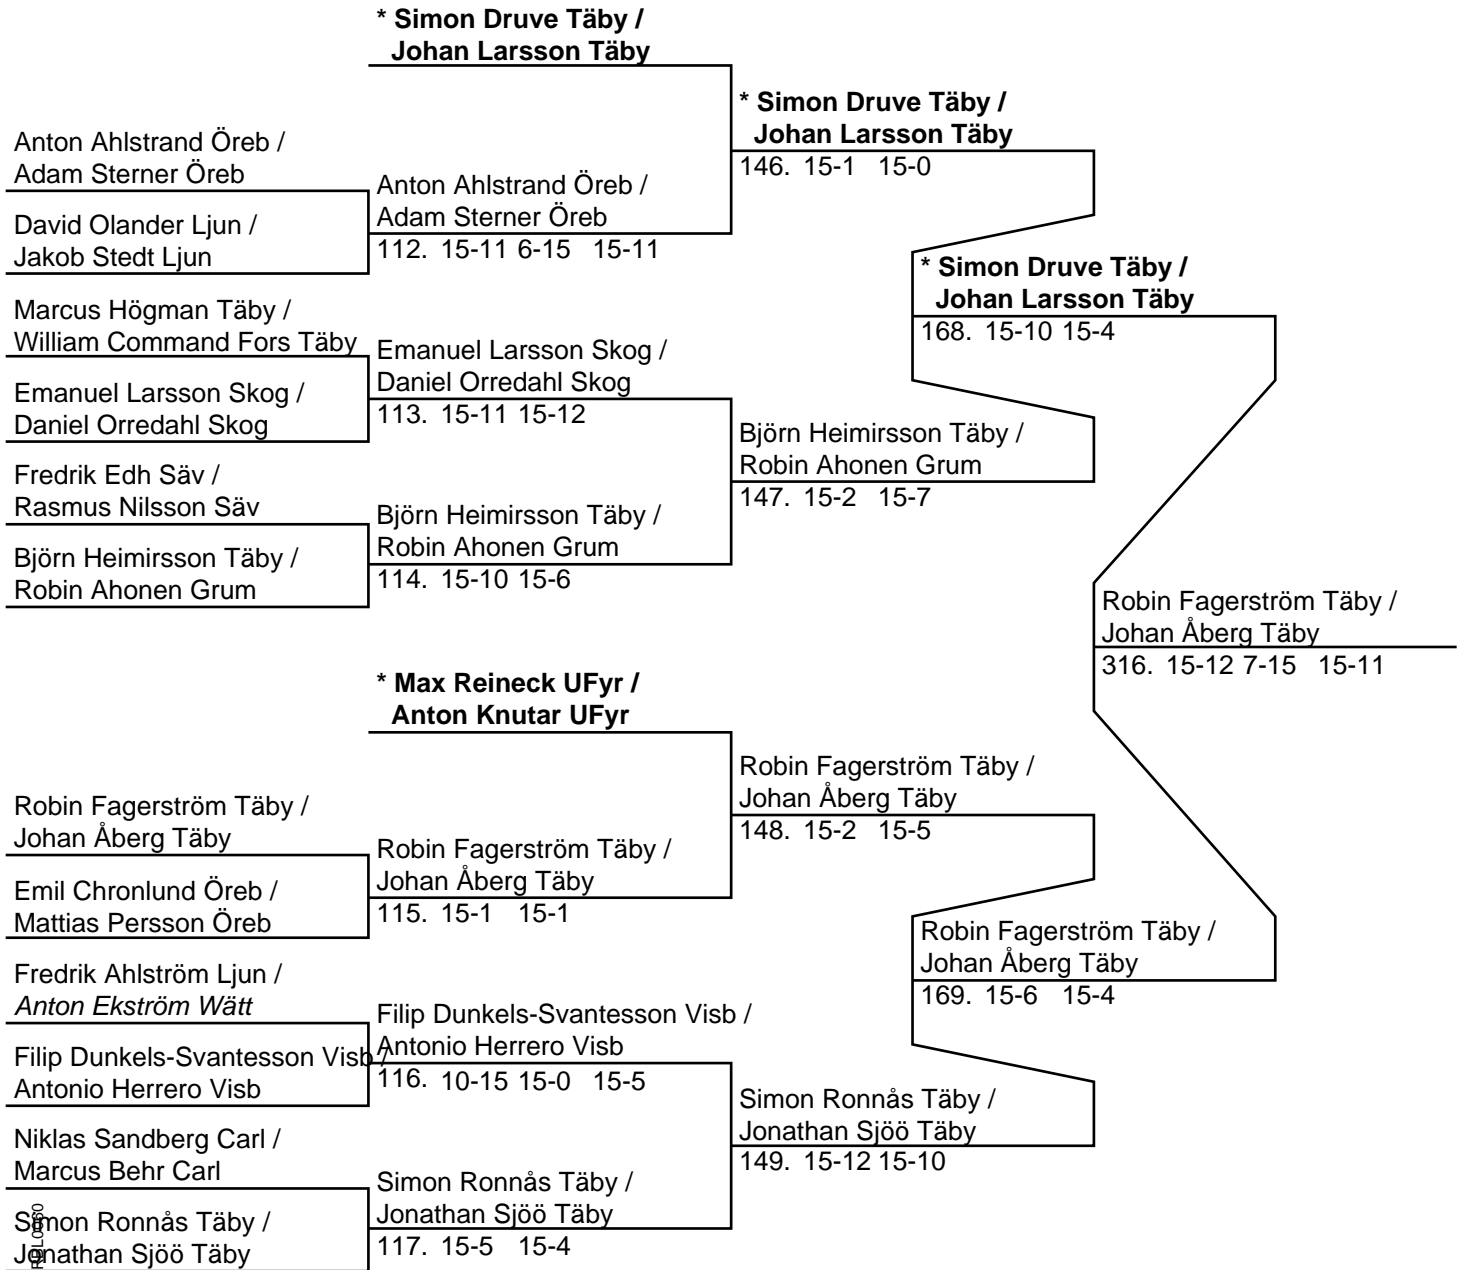 * Simon Druve Täby /
Johan Larsson Täby
* Simon Druve Täby /
Johan Larsson Täby
146. 15-1 15-0
Anton Ahlstrand Öreb /
Adam Sterner Öreb
David Olander Ljun /
Jakob Stedt Ljun
Anton Ahlstrand Öreb /
Adam Sterner Öreb
112. 15-11 6-15 15-11
* Simon Druve Täby /
Johan Larsson Täby
168. 15-10 15-4
Marcus Högman Täby /
William Command Fors Täby
Emanuel Larsson Skog /
Daniel Orredahl Skog
Emanuel Larsson Skog /
Daniel Orredahl Skog
113. 15-11 15-12
Björn Heimirsson Täby /
Robin Ahonen Grum
147. 15-2 15-7
Fredrik Edh Säv /
Rasmus Nilsson Säv
Björn Heimirsson Täby /
Robin Ahonen Grum
Björn Heimirsson Täby /
Robin Ahonen Grum
114. 15-10 15-6
Robin Fagerström Täby /
Johan Åberg Täby
316. 15-12 7-15 15-11
* Max Reineck UFyr /
Anton Knutar UFyr
Robin Fagerström Täby /
Johan Åberg Täby
148. 15-2 15-5
Robin Fagerström Täby /
Johan Åberg Täby
Emil Chronlund Öreb /
Mattias Persson Öreb
Robin Fagerström Täby /
Johan Åberg Täby
115. 15-1 15-1
Robin Fagerström Täby /
Johan Åberg Täby
169. 15-6 15-4
Fredrik Ahlström Ljun /
Anton Ekström Wätt
Filip Dunkels-Svantesson Visb /
Antonio Herrero Visb
Filip Dunkels-Svantesson Visb /
Antonio Herrero Visb
116. 10-15 15-0 15-5
Simon Ronnås Täby /
Jonathan Sjöö Täby
149. 15-12 15-10
Niklas Sandberg Carl /
Marcus Behr Carl
Simon Ronnås Täby /
Jonathan Sjöö Täby
Simon Ronnås Täby /
Jonathan Sjöö Täby
117. 15-5 15-4